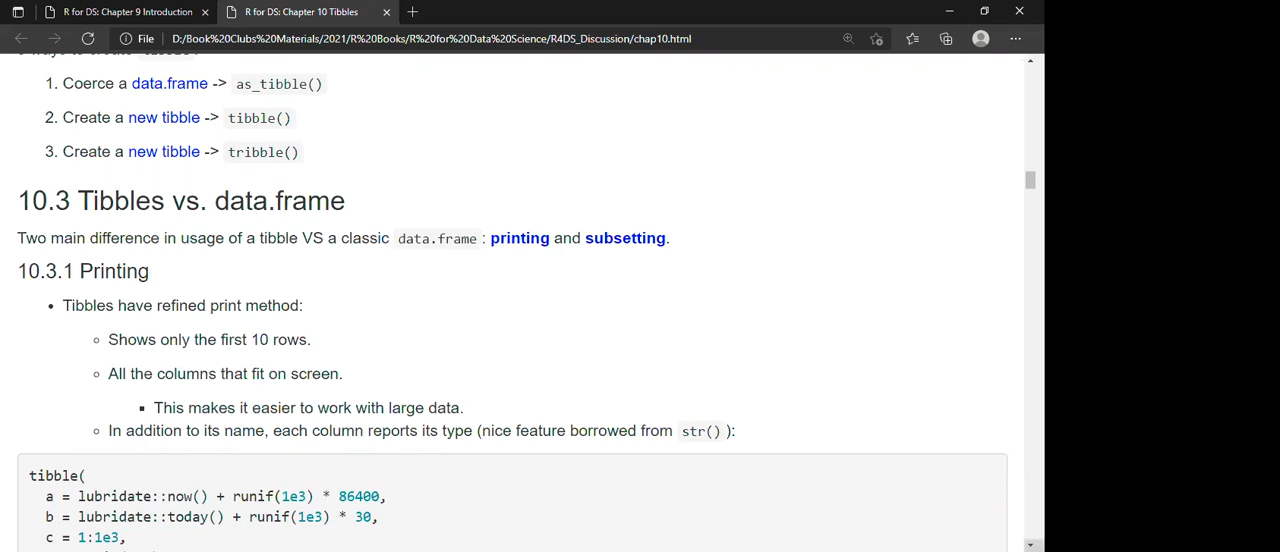 R for DS: Chapter 9 Introduction
R for DS: Chapter 10 Tibbles
File D:/Book%20Clubs%20Materials/2021/R%20Books/R%20for%20Data%20Science/R4DS_Discussion/chap10.html
1. Coerce a data.frame -> as_tibble()
2. Create a new tibble -> tibble()
3. Create a new tibble -> tribble()
10.3 Tibbles vs. data.frame
Two main difference in usage of a tibble VS a classic data.frame : printing and subsetting.
10.3.1 Printing
• Tibbles have refined print method:
◦ Shows only the first 10 rows.
◦ All the columns that fit on screen.
▪ This makes it easier to work with large data.
◦ In addition to its name, each column reports its type (nice feature borrowed from str() ):
tibble(
a = lubridate::now() + runif(1e3) * 86400,
b = lubridate::today() + runif(1e3) * 30,
c = 1:1e3,